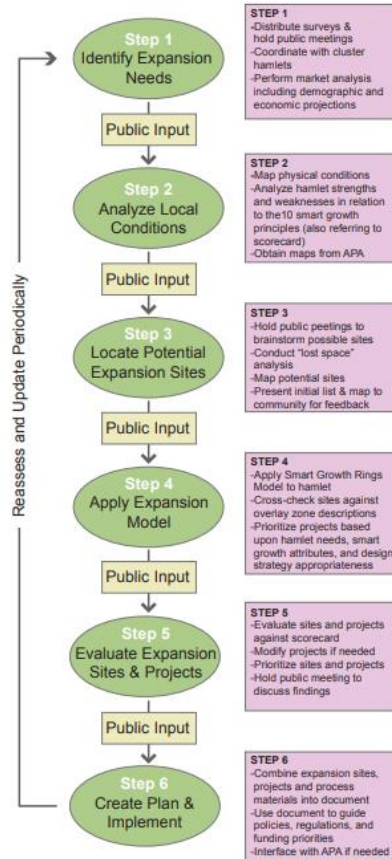 Step 1
Identify Expansion
Needs
Public Input
Step 2
Analyze Local
Conditions
Public Input
Step 3
Locate Potential
Expansion Sites
Public Input
Step 4
Apply Expansion
Model
Public Input
Step 5
Evaluate Expansion
Sites & Projects
Public Input
Step 6
Create Plan &
Implement
Reassess and Update Periodically
STEP 1
-Distribute surveys &
hold public meetings
-Coordinate with cluster
hamlets
-Perform market analysis
including demographic and
economic projections
STEP 2
-Map physical conditions
-Analyze hamlet strengths
and weaknesses in relation
to the10 smart growth
principles (also referring to
scorecard)
-Obtain maps from APA
STEP 3
-Hold public peetings to
brainstorm possible sites
-Conduct "lost space"
analysis
-Map potential sites
-Present initial list & map to
community for feedback
STEP 4
-Apply Smart Growth Rings
Model to hamlet
-Cross-check sites against
overlay zone descriptions
-Prioritize projects based
upon hamlet needs, smart
growth attributes, and design
strategy appropriateness
STEP 5
-Evaluate sites and projects
against scorecard
-Modify projects if needed
-Prioritize sites and projects
-Hold public meeting to
discuss findings
STEP 6
-Combine expansion sites,
projects and process
materials into document
-Use document to guide
policies, regulations, and
funding priorities
-Interface with APA if needed